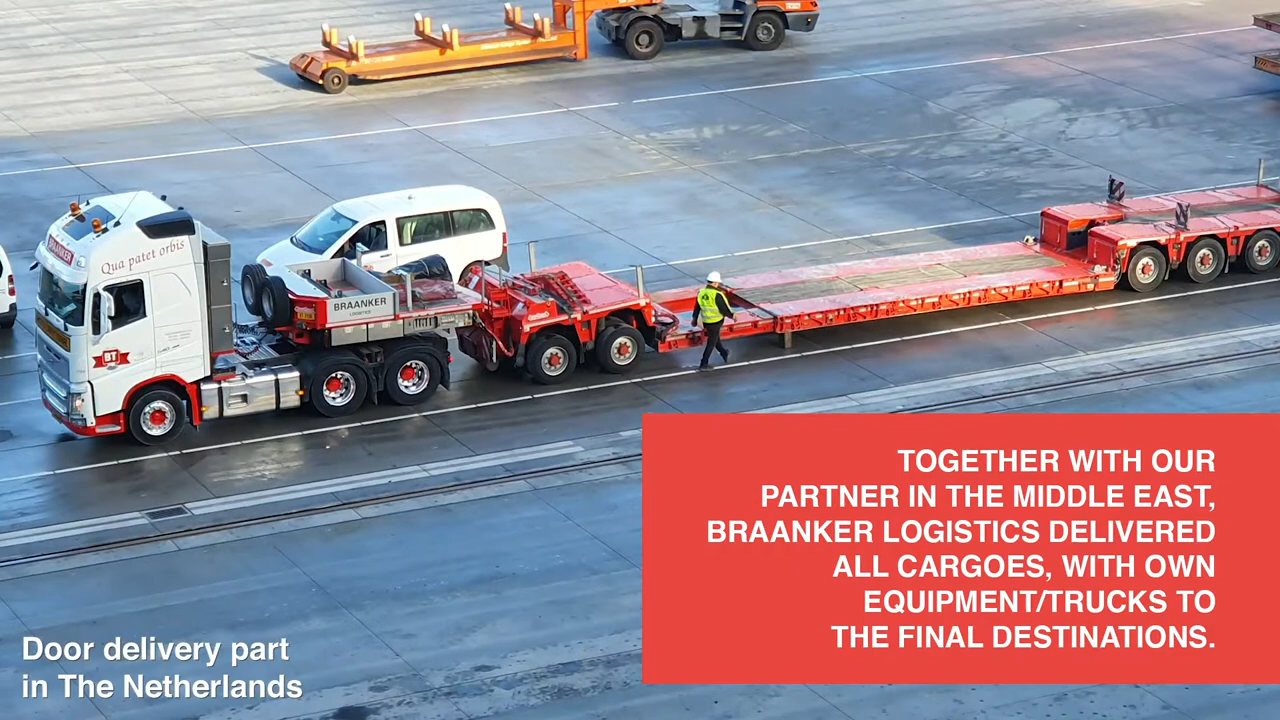 BRAANKER
Qua patet orbis
BRAANKER
LOGISTICS
BT
TOGETHER WITH OUR
PARTNER IN THE MIDDLE EAST,
BRAANKER LOGISTICS DELIVERED
ALL CARGOES, WITH OWN
EQUIPMENT/TRUCKS TO
THE FINAL DESTINATIONS.
Door delivery part
in The Netherlands